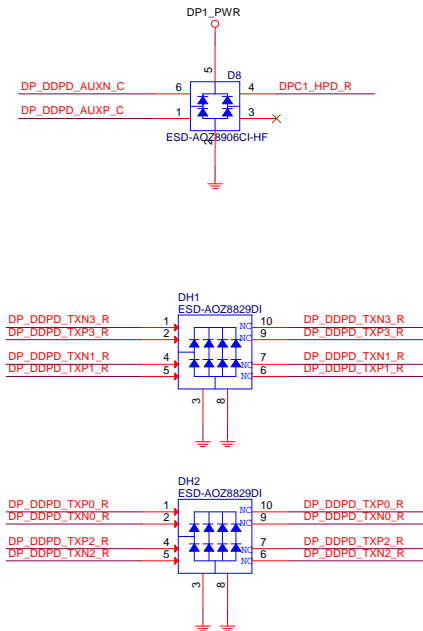 DP1_PWR
5
D8
DP_DDPD_AUXN_C 6 4 DPC1_HPD_R
DP_DDPD_AUXP_C 1 3
ESD-AOZ8906CI-HF
2
DH1
ESD-AOZ8829DI
DP_DDPD_TXN3_R 1 NC 10 DP_DDPD_TXN3_R
DP_DDPD_TXP3_R 2 NC 9 DP_DDPD_TXP3_R
DP_DDPD_TXN1_R 4 NC 7 DP_DDPD_TXN1_R
DP_DDPD_TXP1_R 5 NC 6 DP_DDPD_TXP1_R
3 8
DH2
ESD-AOZ8829DI
DP_DDPD_TXP0_R 1 NC 10 DP_DDPD_TXP0_R
DP_DDPD_TXN0_R 2 NC 9 DP_DDPD_TXN0_R
DP_DDPD_TXP2_R 4 NC 7 DP_DDPD_TXP2_R
DP_DDPD_TXN2_R 5 NC 6 DP_DDPD_TXN2_R
3 8